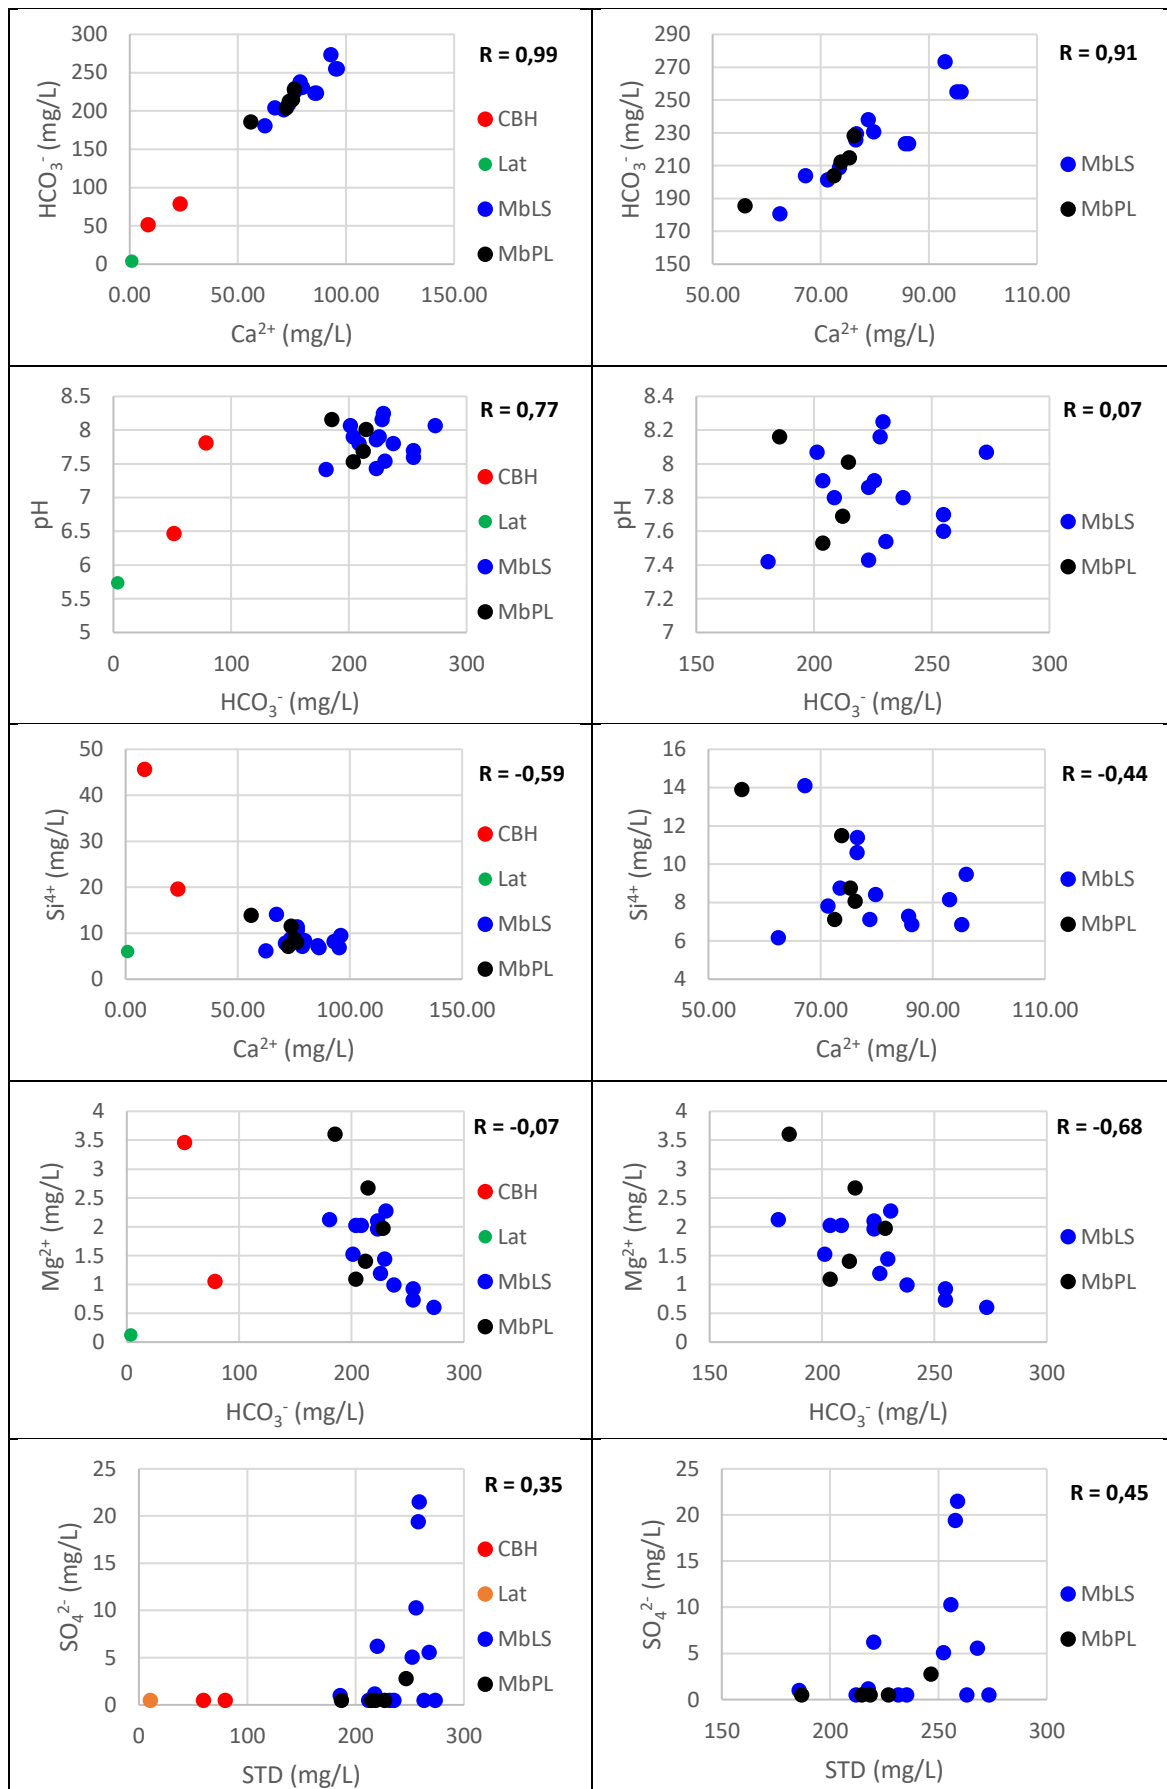 300
250
200
150
100
50
0
HCO₃⁻ (mg/L)
0.00 50.00 100.00 150.00
Ca²⁺ (mg/L)
R = 0,99
CBH
Lat
MbLS
MbPL
290
270
250
230
210
190
170
150
HCO₃⁻ (mg/L)
50.00 70.00 90.00 110.00
Ca²⁺ (mg/L)
R = 0,91
MbLS
MbPL
8.5
8
7.5
7
6.5
6
5.5
5
pH
0 100 200 300
HCO₃⁻ (mg/L)
R = 0,77
CBH
Lat
MbLS
MbPL
8.4
8.2
8
7.8
7.6
7.4
7.2
7
pH
150 200 250 300
HCO₃⁻ (mg/L)
R = 0,07
MbLS
MbPL
50
40
30
20
10
0
Si⁴⁺ (mg/L)
0.00 50.00 100.00 150.00
Ca²⁺ (mg/L)
R = -0,59
CBH
Lat
MbLS
MbPL
16
14
12
10
8
6
4
Si⁴⁺ (mg/L)
50.00 70.00 90.00 110.00
Ca²⁺ (mg/L)
R = -0,44
MbLS
MbPL
4
3.5
3
2.5
2
1.5
1
0.5
0
Mg²⁺ (mg/L)
0 100 200 300
HCO₃⁻ (mg/L)
R = -0,07
CBH
Lat
MbLS
MbPL
4
3.5
3
2.5
2
1.5
1
0.5
0
Mg²⁺ (mg/L)
150 200 250 300
HCO₃⁻ (mg/L)
R = -0,68
MbLS
MbPL
25
20
15
10
5
0
SO₄²⁻ (mg/L)
0 100 200 300
STD (mg/L)
R = 0,35
CBH
Lat
MbLS
MbPL
25
20
15
10
5
0
SO₄²⁻ (mg/L)
150 200 250 300
STD (mg/L)
R = 0,45
MbLS
MbPL